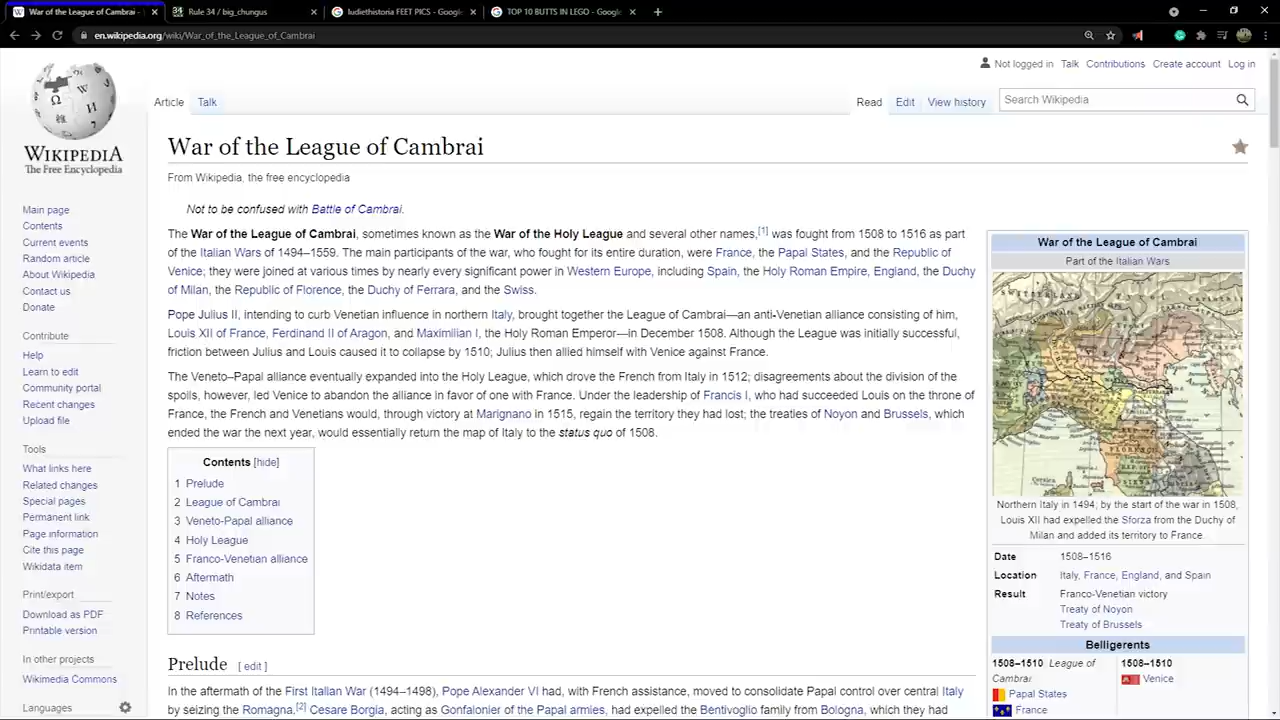 War of the League of Cambrai -
Rule 34 / big_chungus
Iudiethistoria FEET PICS - Google
TOP 10 BUTTS IN LEGO - Google
en.wikipedia.org/wiki/War_of_the_League_of_Cambrai
Not logged in Talk Contributions Create account Log in
Article Talk
Read Edit View history
Search Wikipedia
WIKIPEDIA
The Free Encyclopedia
Main page
Contents
Current events
Random article
About Wikipedia
Contact us
Donate
Contribute
Help
Learn to edit
Community portal
Recent changes
Upload file
Tools
What links here
Related changes
Special pages
Permanent link
Page information
Cite this page
Wikidata item
Print/export
Download as PDF
Printable version
In other projects
Wikimedia Commons
Languages
War of the League of Cambrai
From Wikipedia, the free encyclopedia
Not to be confused with Battle of Cambrai.
The War of the League of Cambrai, sometimes known as the War of the Holy League and several other names,[1] was fought from 1508 to 1516 as part
of the Italian Wars of 1494–1559. The main participants of the war, who fought for its entire duration, were France, the Papal States, and the Republic of
Venice; they were joined at various times by nearly every significant power in Western Europe, including Spain, the Holy Roman Empire, England, the Duchy
of Milan, the Republic of Florence, the Duchy of Ferrara, and the Swiss.
Pope Julius II, intending to curb Venetian influence in northern Italy, brought together the League of Cambrai—an anti-Venetian alliance consisting of him,
Louis XII of France, Ferdinand II of Aragon, and Maximilian I, the Holy Roman Emperor—in December 1508. Although the League was initially successful,
friction between Julius and Louis caused it to collapse by 1510; Julius then allied himself with Venice against France.
The Veneto–Papal alliance eventually expanded into the Holy League, which drove the French from Italy in 1512; disagreements about the division of the
spoils, however, led Venice to abandon the alliance in favor of one with France. Under the leadership of Francis I, who had succeeded Louis on the throne of
France, the French and Venetians would, through victory at Marignano in 1515, regain the territory they had lost; the treaties of Noyon and Brussels, which
ended the war the next year, would essentially return the map of Italy to the status quo of 1508.
Contents [hide]
1 Prelude
2 League of Cambrai
3 Veneto-Papal alliance
4 Holy League
5 Franco-Venetian alliance
6 Aftermath
7 Notes
8 References
Prelude [ edit ]
In the aftermath of the First Italian War (1494–1498), Pope Alexander VI had, with French assistance, moved to consolidate Papal control over central Italy
by seizing the Romagna.[2] Cesare Borgia, acting as Gonfalonier of the Papal armies, had expelled the Bentivoglio family from Bologna, which they had
War of the League of Cambrai
Part of the Italian Wars
SWITZERLAND
FLORENCE
Corsica
Northern Italy in 1494; by the start of the war in 1508,
Louis XII had expelled the Sforza from the Duchy of
Milan and added its territory to France.
Date 1508–1516
Location Italy, France, England, and Spain
Result Franco-Venetian victory
Treaty of Noyon
Treaty of Brussels
Belligerents
1508–1510 League of
Cambrai:
Papal States
France
1508–1510
Venice